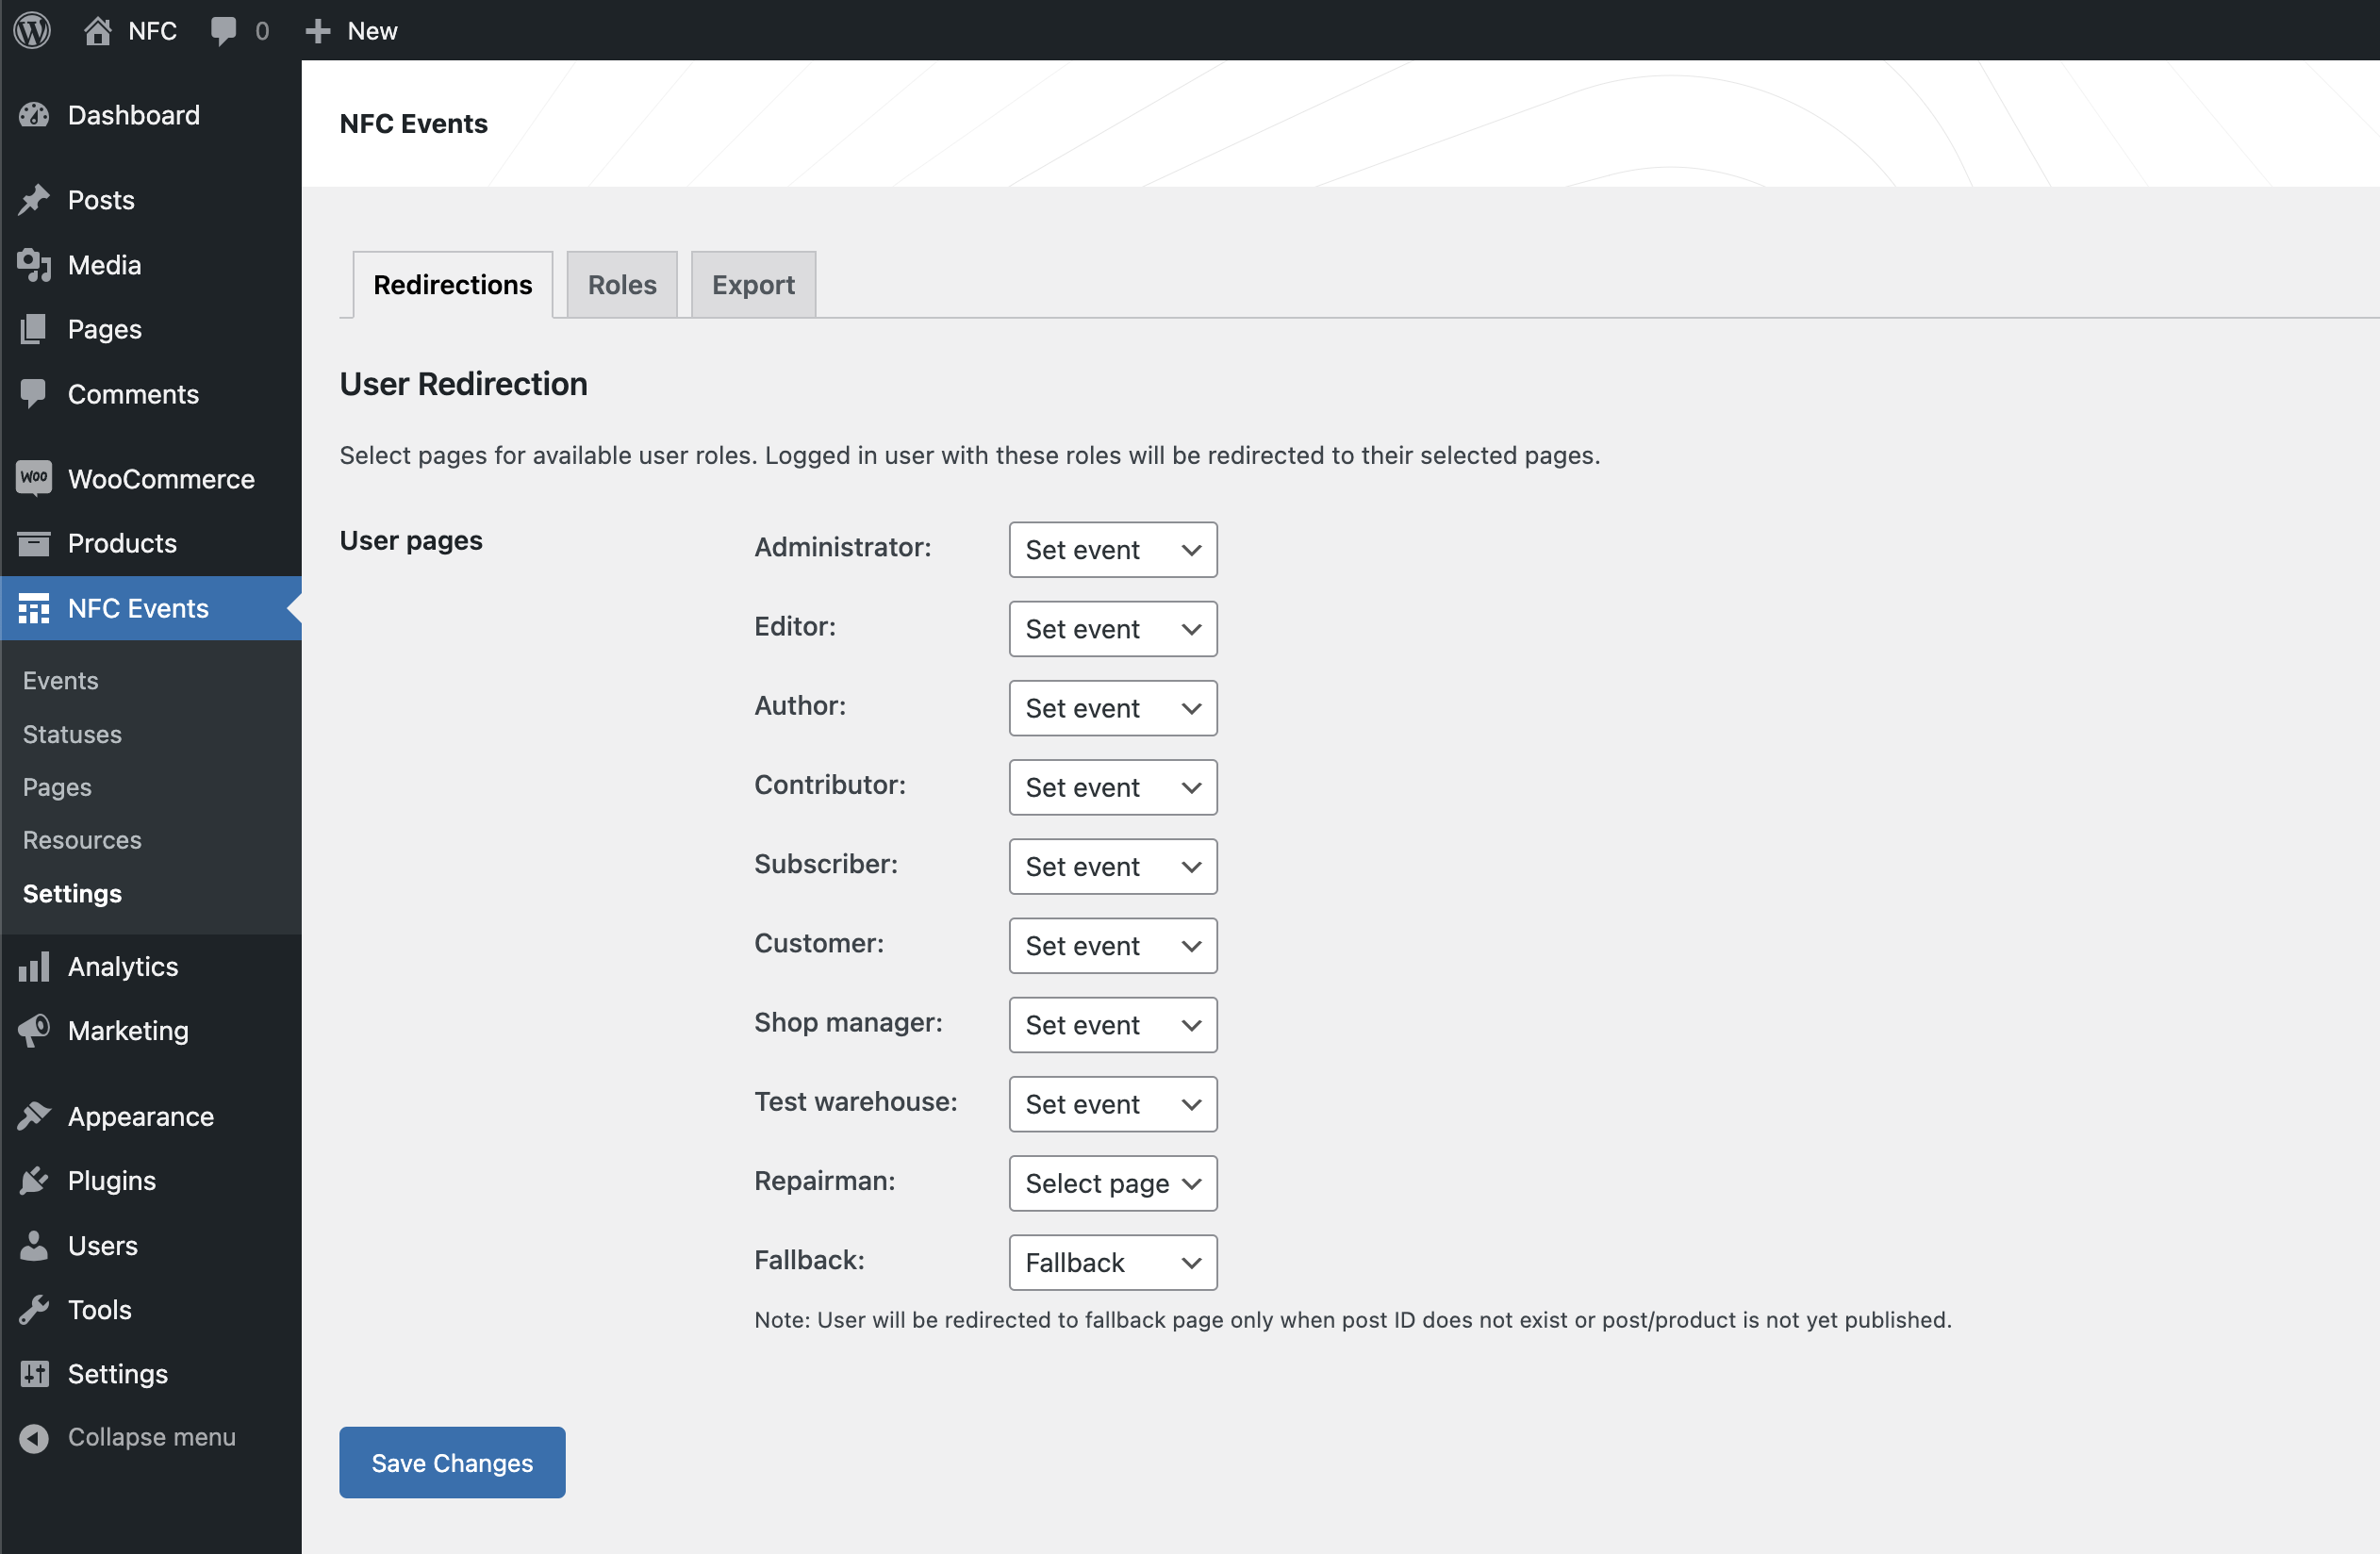 NFC 0 New
Dashboard
Posts
Media
Pages
Comments
Woo WooCommerce
Products
NFC Events
Events
Statuses
Pages
Resources
Settings
Analytics
Marketing
Appearance
Plugins
Users
Tools
Settings
Collapse menu
NFC Events
Redirections Roles Export
User Redirection
Select pages for available user roles. Logged in user with these roles will be redirected to their selected pages.
User pages
Administrator: Set event
Editor: Set event
Author: Set event
Contributor: Set event
Subscriber: Set event
Customer: Set event
Shop manager: Set event
Test warehouse: Set event
Repairman: Select page
Fallback: Fallback
Note: User will be redirected to fallback page only when post ID does not exist or post/product is not yet published.
Save Changes